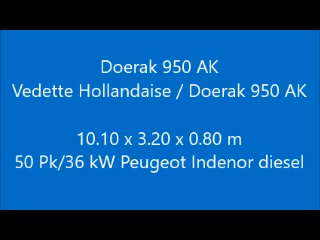 Doerak 950 AK
Vedette Hollandaise / Doerak 950 AK
10.10 x 3.20 x 0.80 m
50 Pk/36 kW Peugeot Indenor diesel